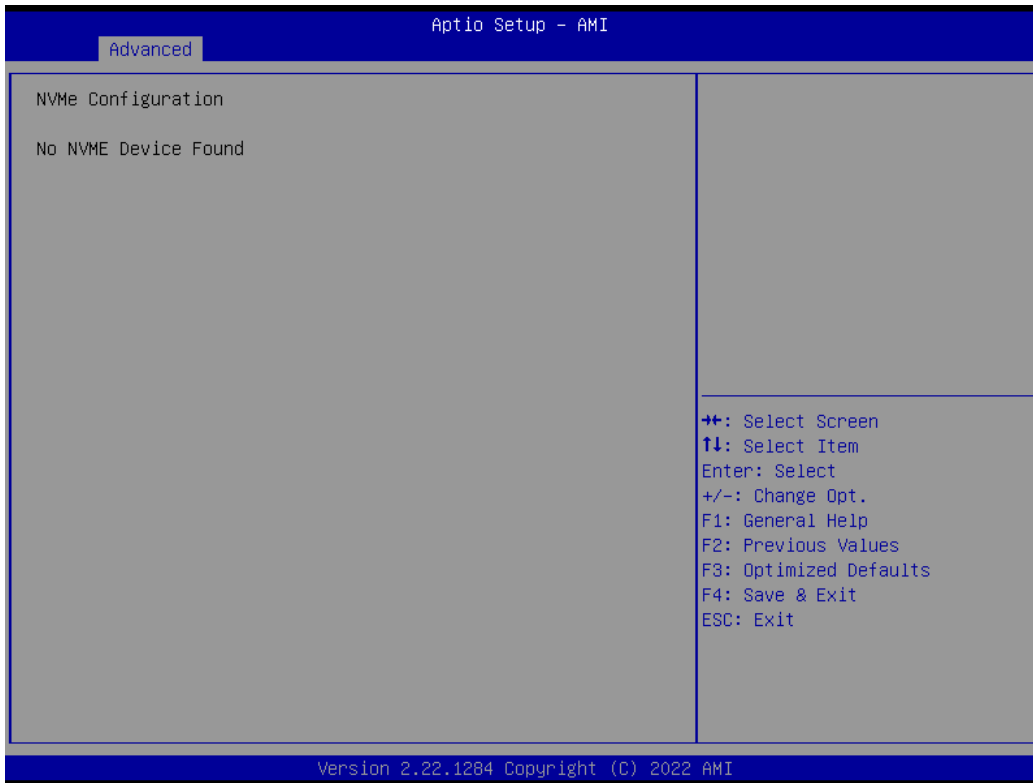 Aptio Setup – AMI
Advanced
NVMe Configuration
No NVME Device Found
→←: Select Screen
↑↓: Select Item
Enter: Select
+/-: Change Opt.
F1: General Help
F2: Previous Values
F3: Optimized Defaults
F4: Save & Exit
ESC: Exit
Version 2.22.1284 Copyright (C) 2022 AMI